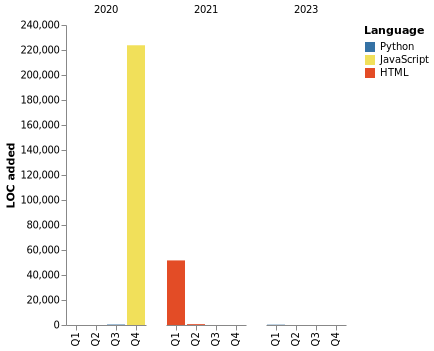 2020 2021 2023
Language
Python
JavaScript
HTML
LOC added
240,000
220,000
200,000
180,000
160,000
140,000
120,000
100,000
80,000
60,000
40,000
20,000
0
Q1 Q2 Q3 Q4 Q1 Q2 Q3 Q4 Q1 Q2 Q3 Q4